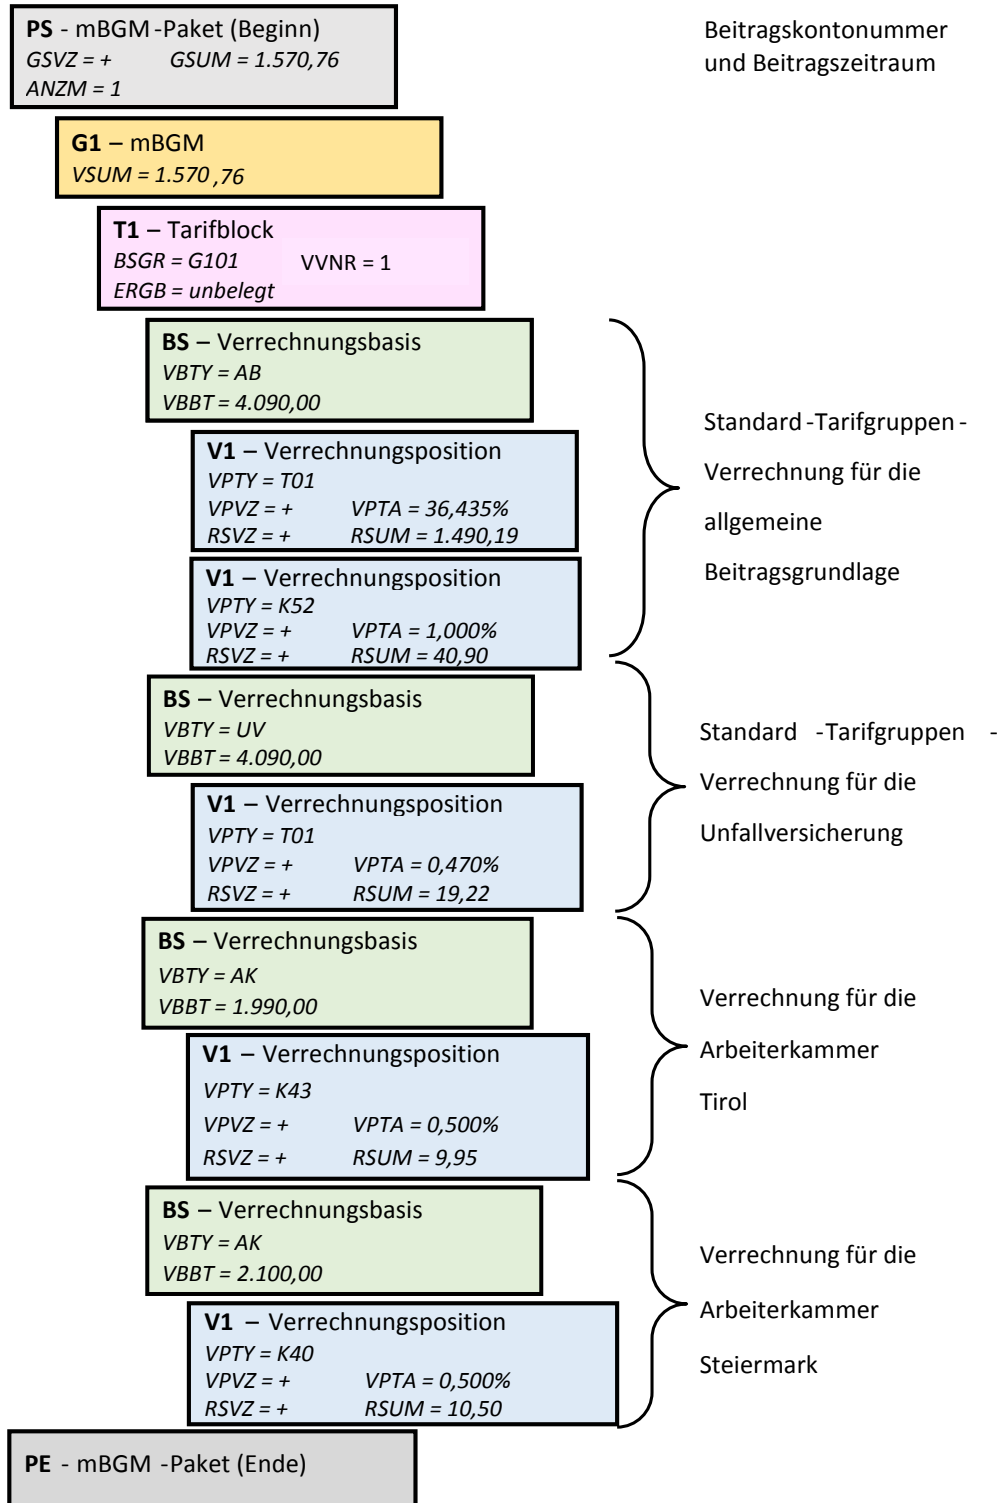 PS - mBGM -Paket (Beginn)
GSVZ = + GSUM = 1.570,76
ANZM = 1
Beitragskontonummer
und Beitragszeitraum
G1 – mBGM
VSUM = 1.570 ,76
T1 – Tarifblock
BSGR = G101 VVNR = 1
ERGB = unbelegt
BS – Verrechnungsbasis
VBTY = AB
VBBT = 4.090,00
V1 – Verrechnungsposition
VPTY = T01
VPVZ = + VPTA = 36,435%
RSVZ = + RSUM = 1.490,19
V1 – Verrechnungsposition
VPTY = K52
VPVZ = + VPTA = 1,000%
RSVZ = + RSUM = 40,90
Standard -Tarifgruppen -
Verrechnung für die
allgemeine
Beitragsgrundlage
BS – Verrechnungsbasis
VBTY = UV
VBBT = 4.090,00
V1 – Verrechnungsposition
VPTY = T01
VPVZ = + VPTA = 0,470%
RSVZ = + RSUM = 19,22
Standard -Tarifgruppen -
Verrechnung für die
Unfallversicherung
BS – Verrechnungsbasis
VBTY = AK
VBBT = 1.990,00
V1 – Verrechnungsposition
VPTY = K43
VPVZ = + VPTA = 0,500%
RSVZ = + RSUM = 9,95
Verrechnung für die
Arbeiterkammer
Tirol
BS – Verrechnungsbasis
VBTY = AK
VBBT = 2.100,00
V1 – Verrechnungsposition
VPTY = K40
VPVZ = + VPTA = 0,500%
RSVZ = + RSUM = 10,50
Verrechnung für die
Arbeiterkammer
Steiermark
PE - mBGM -Paket (Ende)